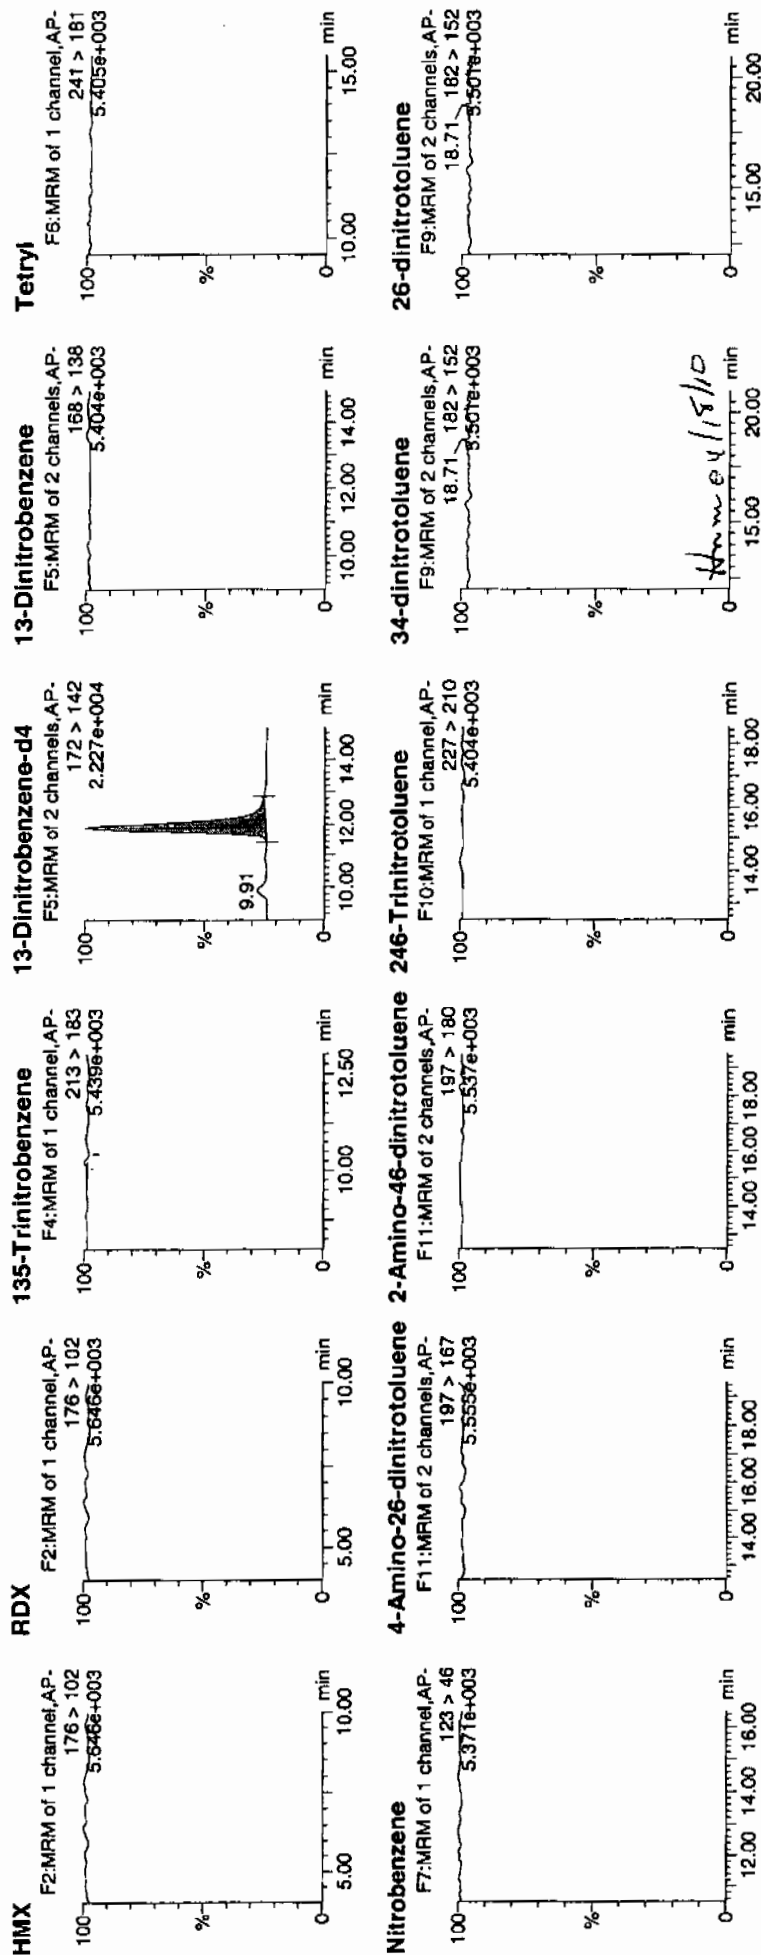 HMX
F2:MRM of 1 channel,AP-
176 > 102
5.646e+003
100
%
0
5.00
10.00
min
RDX
F2:MRM of 1 channel,AP-
176 > 102
5.646e+003
100
%
0
5.00
10.00
min
135-Trinitrobenzene
F4:MRM of 1 channel,AP-
213 > 183
5.439e+003
100
%
0
10.00
12.50
min
13-Dinitrobenzene-d4
F5:MRM of 2 channels,AP-
172 > 142
2.227e+004
100
9.91
%
0
10.00
12.00
14.00
min
13-Dinitrobenzene
F5:MRM of 2 channels,AP-
168 > 138
5.404e+003
100
%
0
10.00
12.00
14.00
min
Tetryl
F6:MRM of 1 channel,AP-
241 > 181
5.405e+003
100
%
0
10.00
15.00
min
Nitrobenzene
F7:MRM of 1 channel,AP-
123 > 46
5.371e+003
100
%
0
12.00
14.00
16.00
min
4-Amino-26-dinitrotoluene
F11:MRM of 2 channels,AP-
197 > 167
5.555e+003
100
%
0
14.00
16.00
18.00
min
2-Amino-46-dinitrotoluene
F11:MRM of 2 channels,AP-
197 > 180
5.537e+003
100
%
0
14.00
16.00
18.00
min
246-Trinitrotoluene
F10:MRM of 1 channel,AP-
227 > 210
5.404e+003
100
%
0
14.00
16.00
18.00
min
34-dinitrotoluene
F9:MRM of 2 channels,AP-
18.71 182 > 152
5.501e+003
100
%
0
15.00
20.00
min
04/18/10
26-dinitrotoluene
F9:MRM of 2 channels,AP-
18.71 182 > 152
5.501e+003
100
%
0
15.00
20.00
min